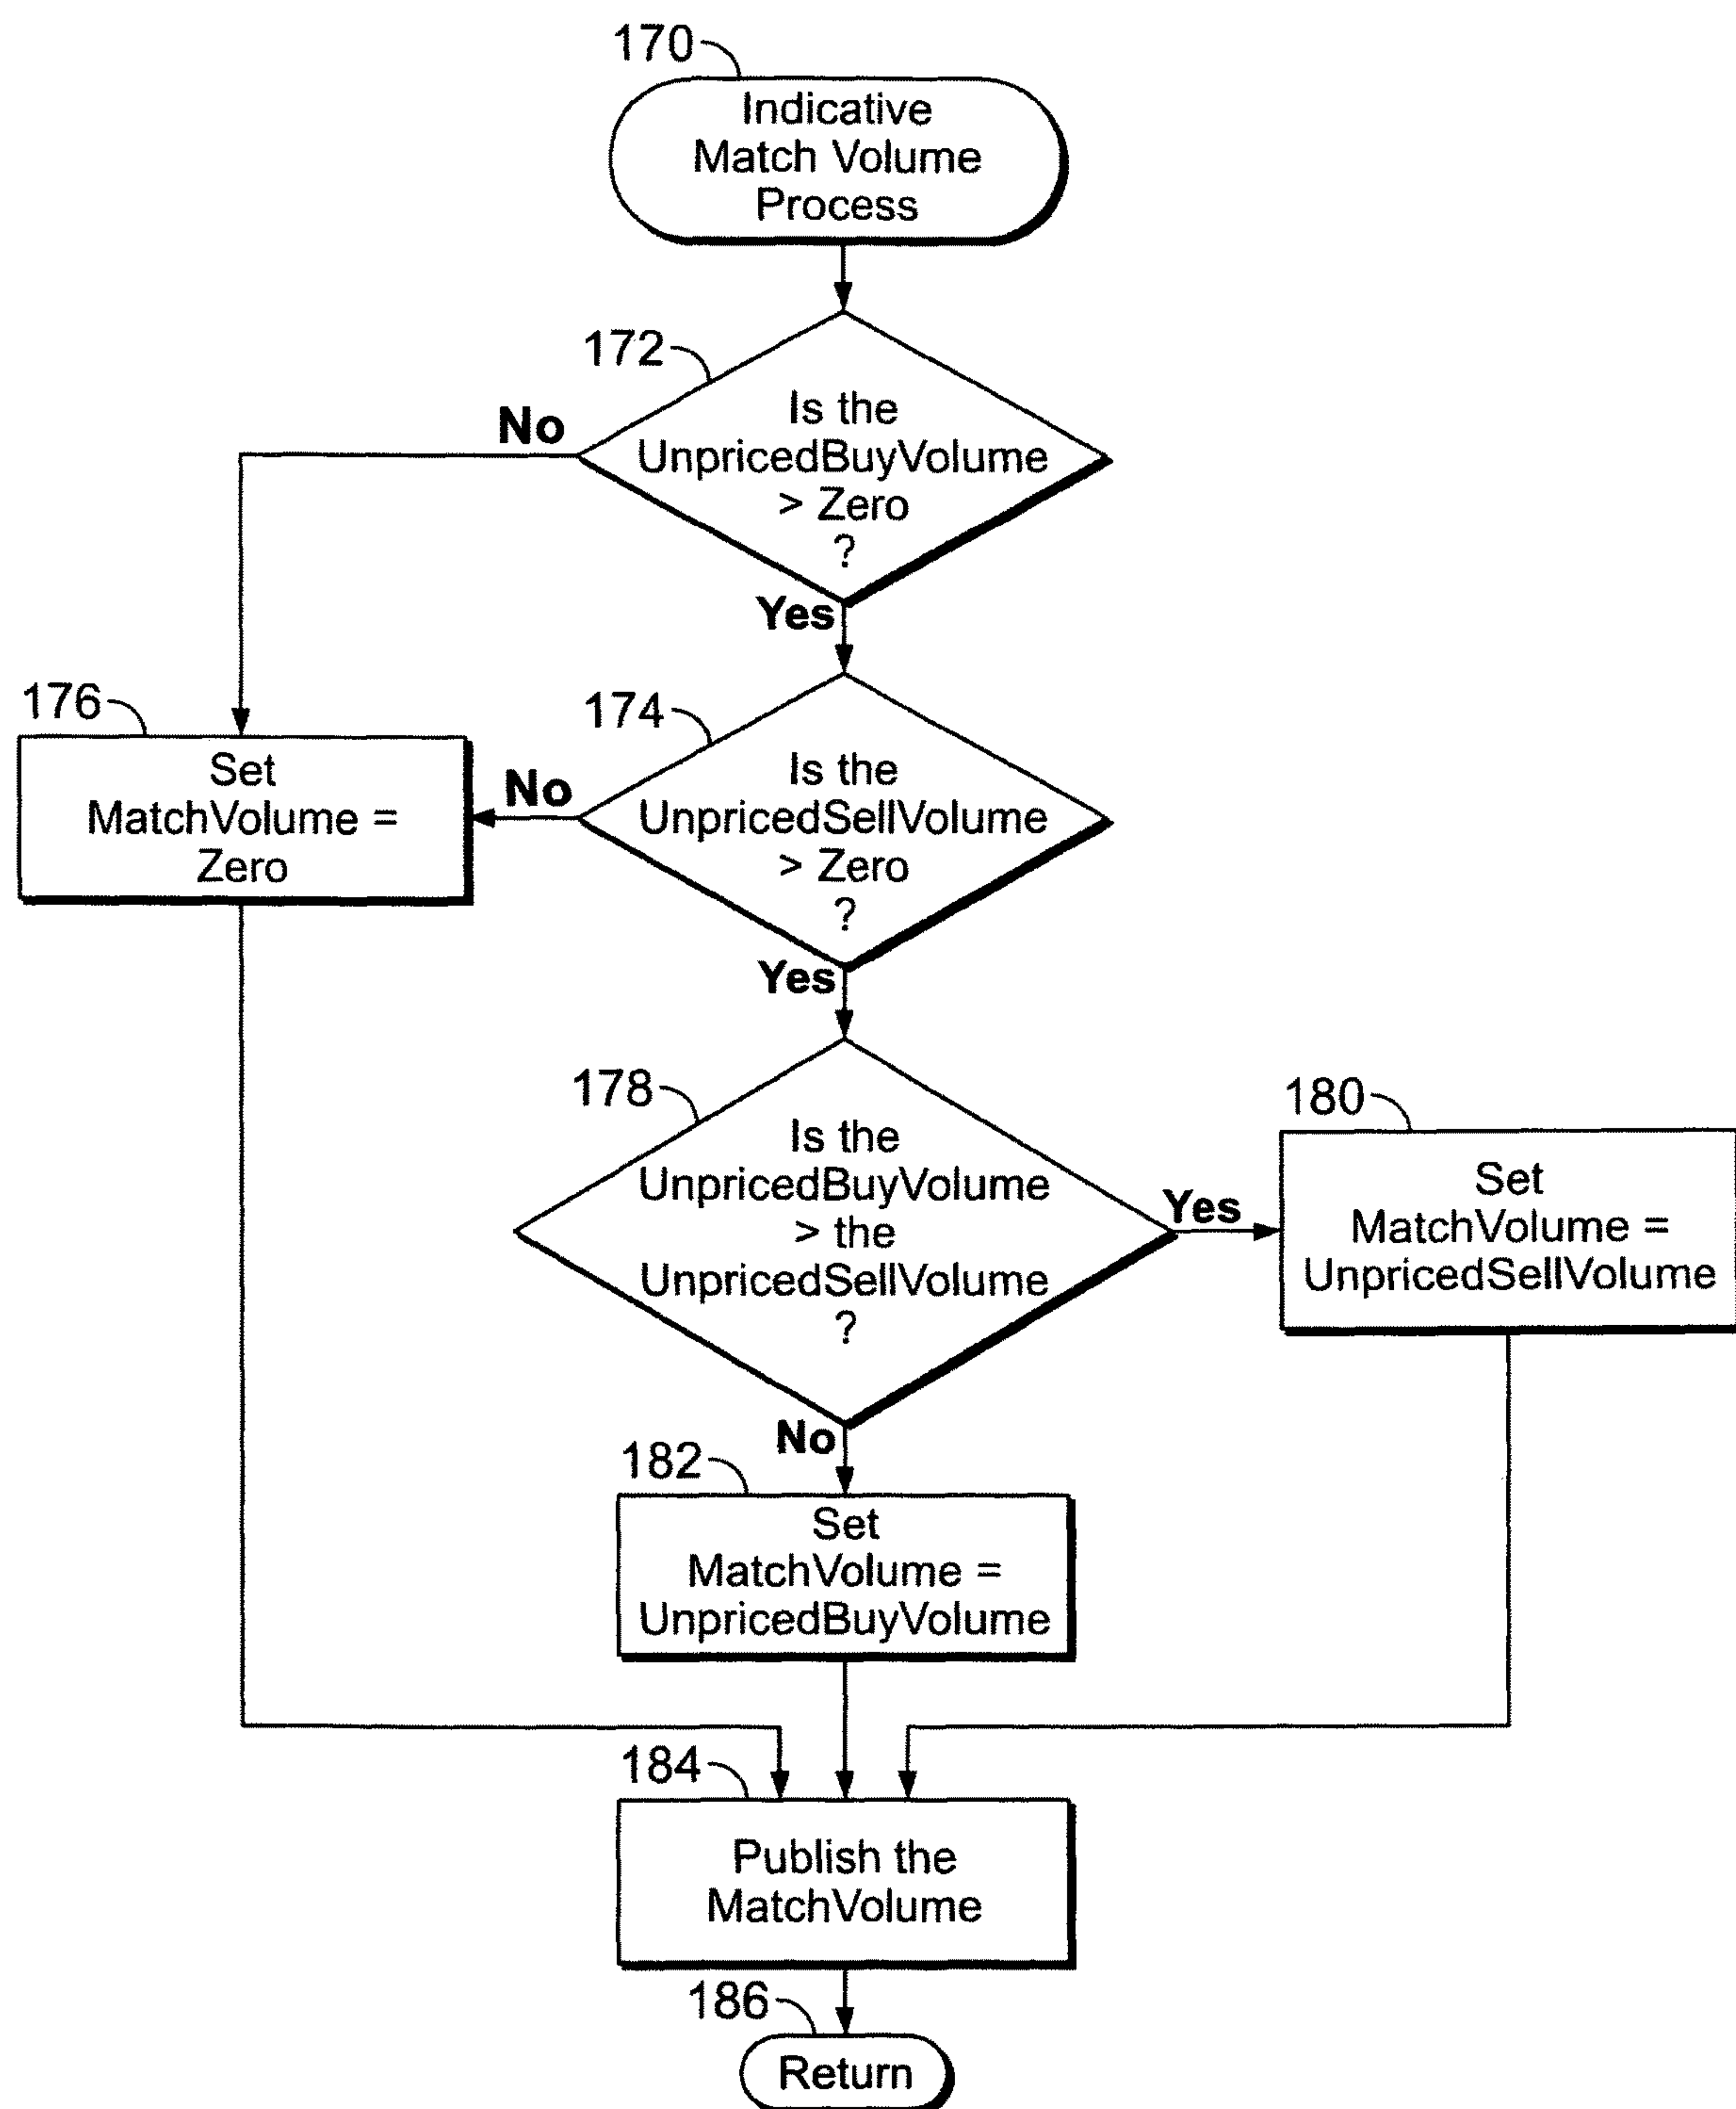 170
Indicative
Match Volume
Process
172
Is the
UnpricedBuyVolume
> Zero
?
No
Yes
176
Set
MatchVolume =
Zero
174
Is the
UnpricedSellVolume
> Zero
?
No
Yes
178
Is the
UnpricedBuyVolume
> the
UnpricedSellVolume
?
Yes
No
180
Set
MatchVolume =
UnpricedSellVolume
182
Set
MatchVolume =
UnpricedBuyVolume
184
Publish the
MatchVolume
186
Return